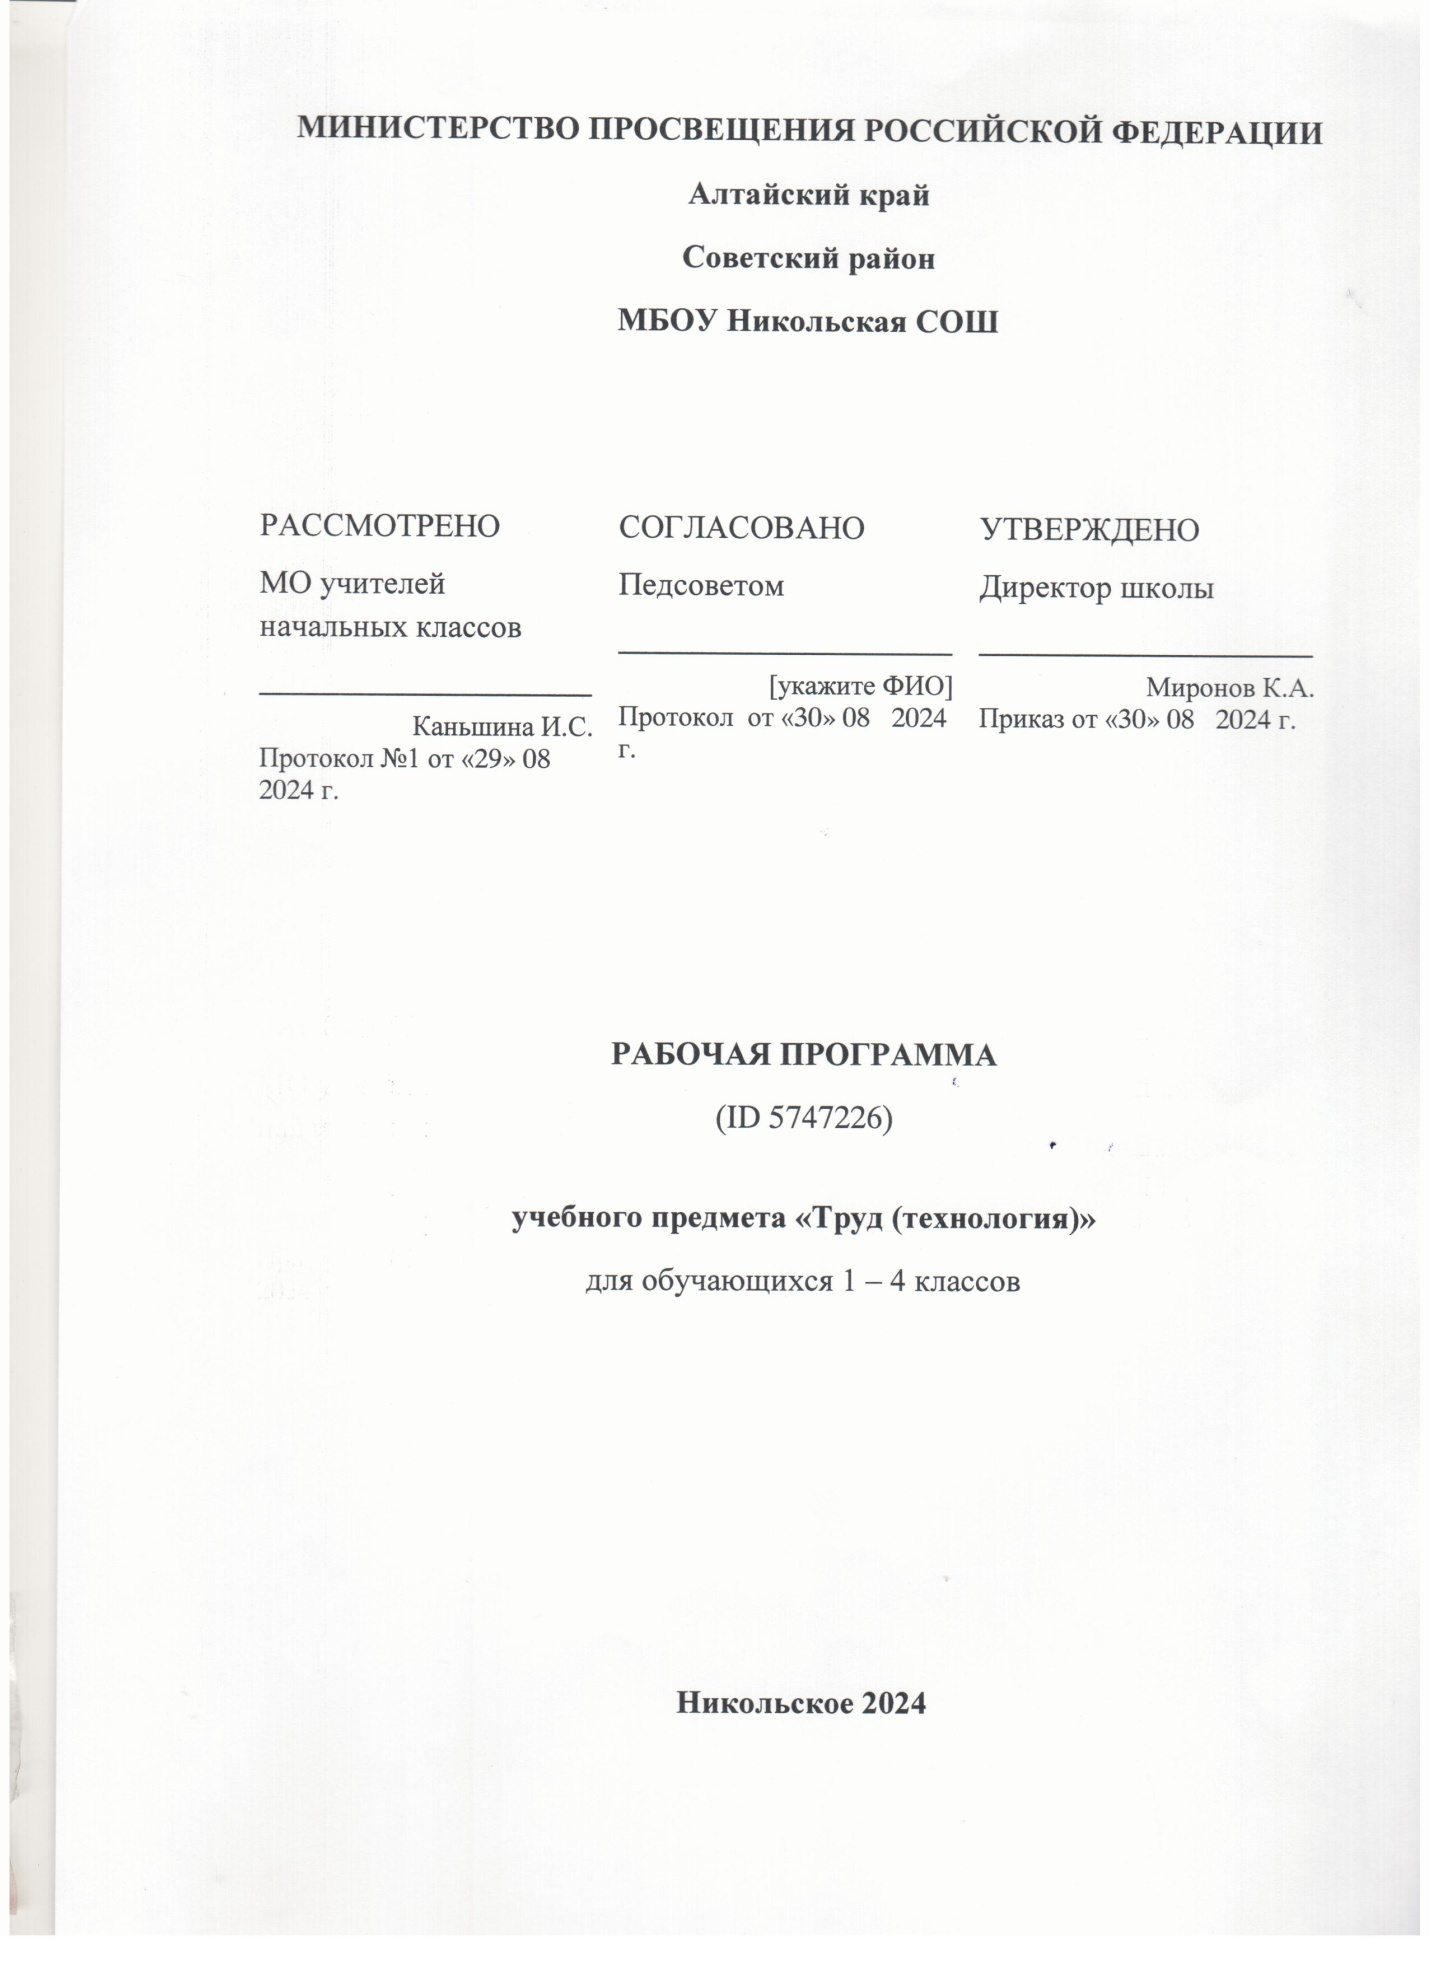 МИНИСТЕРСТВО ПРОСВЕЩЕНИЯ РОССИЙСКОЙ ФЕДЕРАЦИИ
Алтайский край
Советский район
МБОУ Никольская СОШ
РАССМОТРЕНО
МО учителей
начальных классов
Каньшина И.С.
Протокол №1 от «29» 08
2024 г.
СОГЛАСОВАНО
Педсоветом
[укажите ФИО]
Протокол от «30» 08 2024
г.
УТВЕРЖДЕНО
Директор школы
Миронов К.А.
Приказ от «30» 08 2024 г.
РАБОЧАЯ ПРОГРАММА
(ID 5747226)
учебного предмета «Труд (технология)»
для обучающихся 1 – 4 классов
Никольское 2024